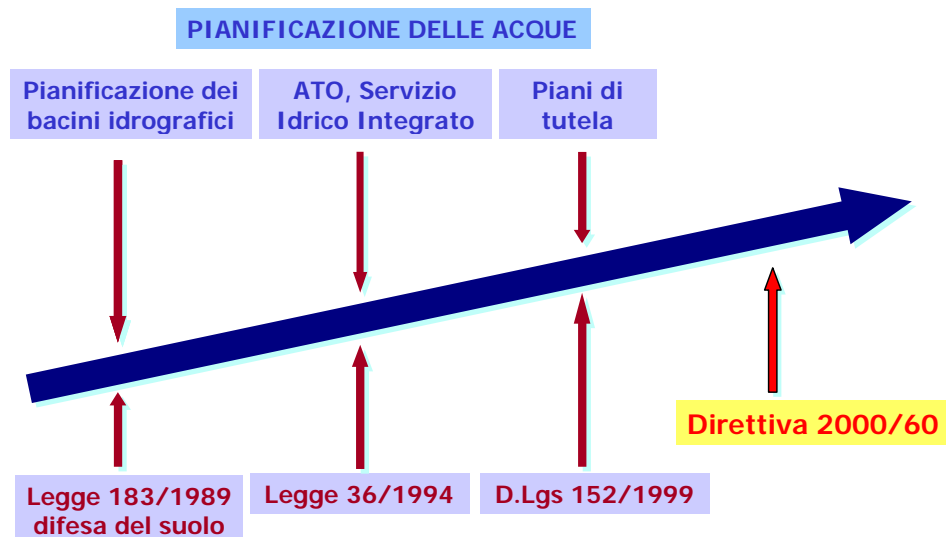 PIANIFICAZIONE DELLE ACQUE
Pianificazione dei
bacini idrografici
ATO, Servizio
Idrico Integrato
Piani di
tutela
Direttiva 2000/60
Legge 183/1989
difesa del suolo
Legge 36/1994
D.Lgs 152/1999